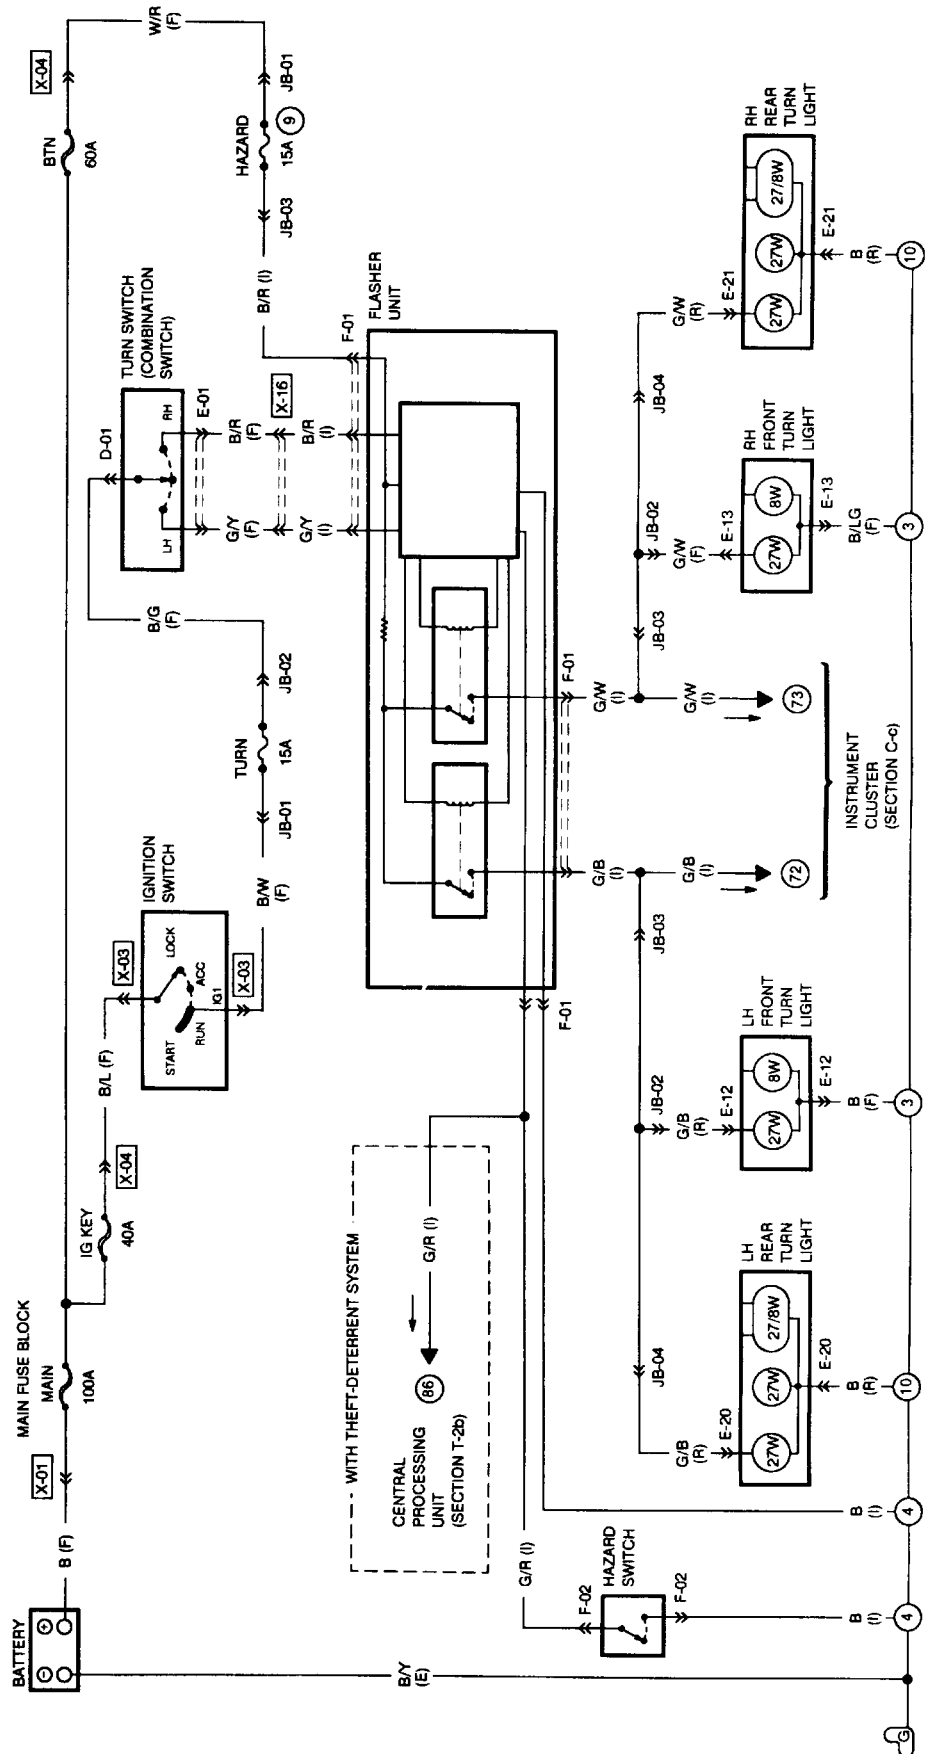 BATTERY
B (F)
X-01
MAIN FUSE BLOCK
MAIN
100A
IG KEY
40A
X-04
B/L (F)
X-03
IGNITION
SWITCH
START
LOCK
ACC
RUN
IG1
X-03
B/W
(F)
JB-01
TURN
15A
JB-02
B/G
(F)
D-01
TURN SWITCH
(COMBINATION
SWITCH)
LH
RH
E-01
G/Y
(F)
B/R
(F)
X-16
G/Y
(I)
B/R
(I)
BTN
60A
X-04
W/R
(F)
JB-01
HAZARD
15A
9
JB-03
B/R (I)
F-01
FLASHER
UNIT
F-01
F-01
WITH THEFT-DETERRENT SYSTEM
G/R (I)
86
CENTRAL
PROCESSING
UNIT
(SECTION T-2b)
G/R (I)
HAZARD
SWITCH
F-02
F-02
B/Y
(E)
B
(I)
4
B
(I)
4
G/B
(I)
G/B
(I)
72
G/W
(I)
G/W
(I)
73
INSTRUMENT
CLUSTER
(SECTION C-c)
JB-03
JB-02
JB-04
G/B
(R)
E-20
LH
REAR
TURN
LIGHT
27W
27W
27/8W
E-20
B
(R)
10
G/B
(R)
E-12
LH
FRONT
TURN
LIGHT
27W
8W
E-12
B
(F)
3
JB-03
JB-02
JB-04
G/W
(F)
E-13
RH
FRONT
TURN
LIGHT
27W
8W
E-13
B/LG
(F)
3
G/W
(R)
E-21
RH
REAR
TURN
LIGHT
27W
27W
27/8W
E-21
B
(R)
10
G